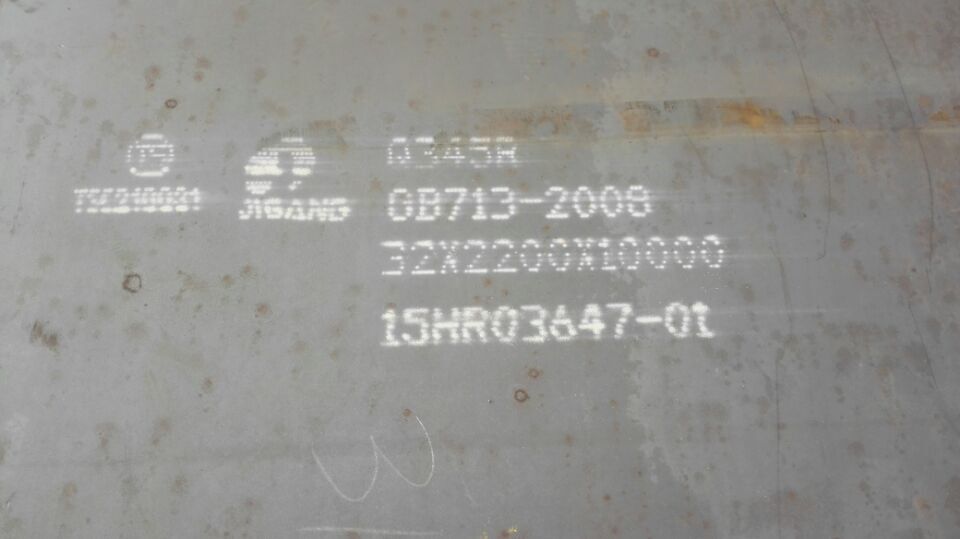 Q345R
JIGANG
GB713-2008
32X2200X10000
15HR03647-01